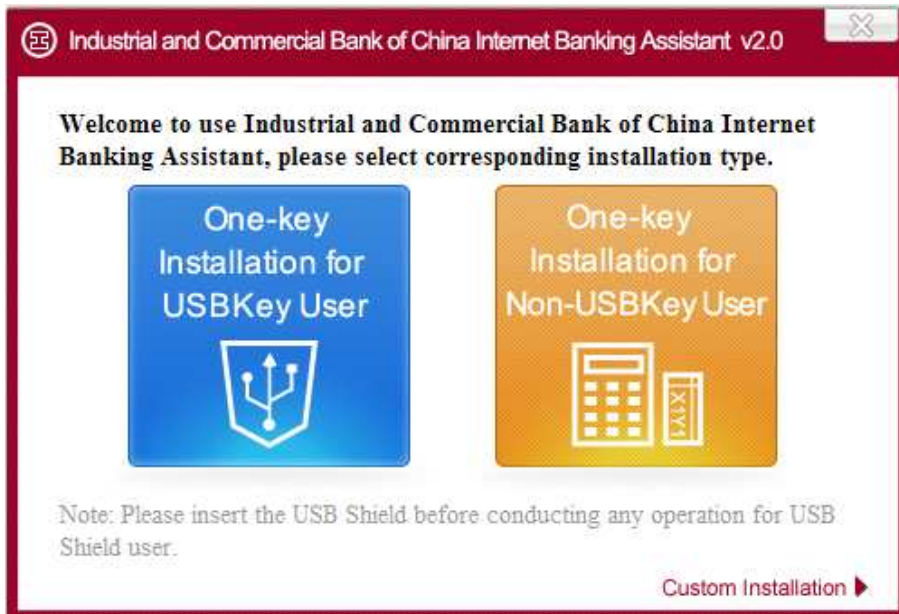 Industrial and Commercial Bank of China Internet Banking Assistant v2.0
Welcome to use Industrial and Commercial Bank of China Internet
Banking Assistant, please select corresponding installation type.
One-key
Installation for
USBKey User
One-key
Installation for
Non-USBKey User
X1Y1
Note: Please insert the USB Shield before conducting any operation for USB
Shield user.
Custom Installation